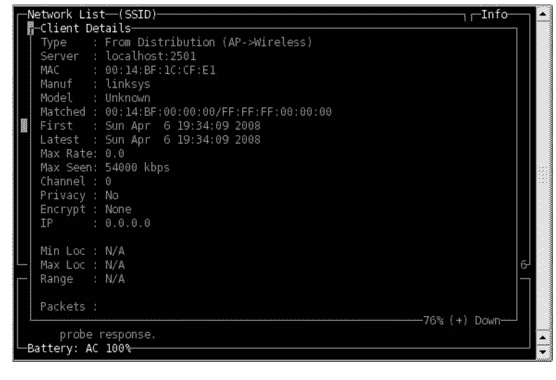 Network List—(SSID) Info
Client Details
Type : From Distribution (AP->Wireless)
Server : localhost:2501
MAC : 00:14:BF:1C:CF:E1
Manuf : linksys
Model : Unknown
Matched : 00:14:BF:00:00:00/FF:FF:FF:00:00:00
First : Sun Apr 6 19:34:09 2008
Latest : Sun Apr 6 19:34:09 2008
Max Rate: 0.0
Max Seen: 54000 kbps
Channel : 0
Privacy : No
Encrypt : None
IP : 0.0.0.0
Min Loc : N/A
Max Loc : N/A
6
Range : N/A
Packets :
76% (+) Down
probe response.
Battery: AC 100%